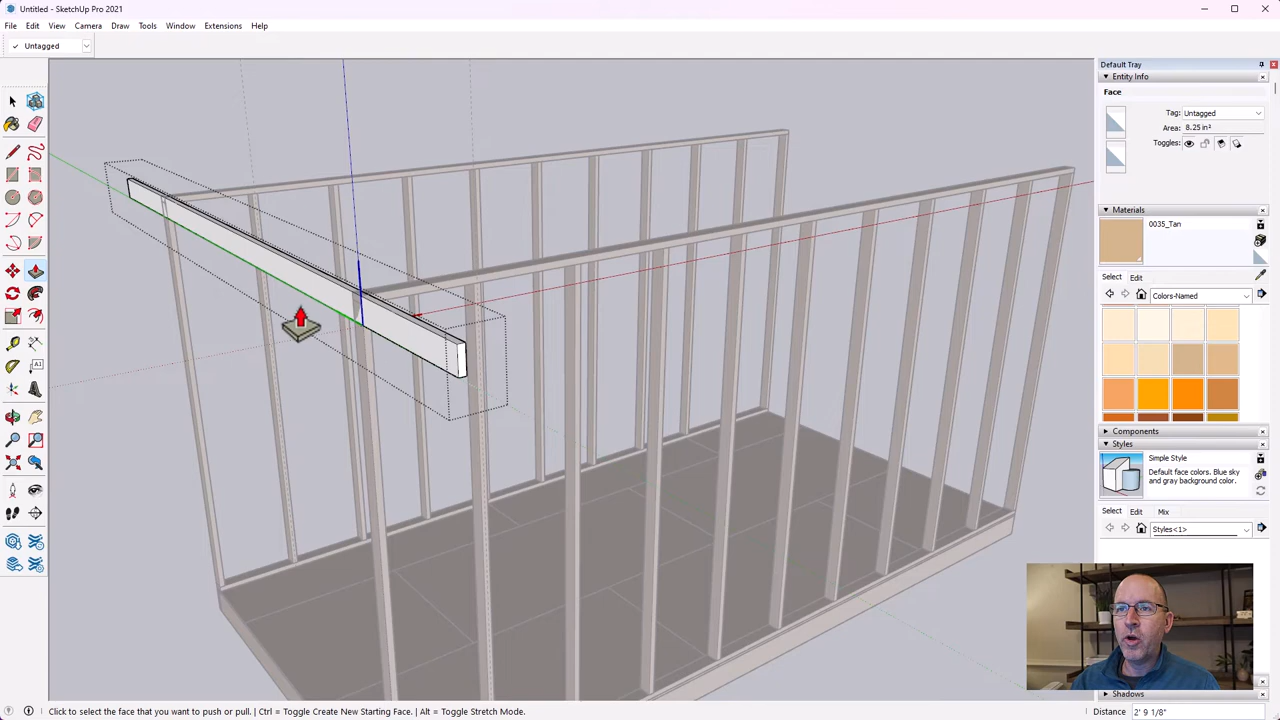 Untitled - SketchUp Pro 2021
File Edit View Camera Draw Tools Window Extensions Help
✓ Untagged
Default Tray
Entity Info
Face
Tag: Untagged
Area: 8.25 in²
Toggles:
Materials
0035_Tan
Select Edit
Colors-Named
Components
Styles
Simple Style
Default face colors. Blue sky
and gray background color.
Select Edit Mix
Styles<1>
Shadows
Click to select the face that you want to push or pull. | Ctrl = Toggle Create New Starting Face. | Alt = Toggle Stretch Mode.
Distance 2' 9 1/8"